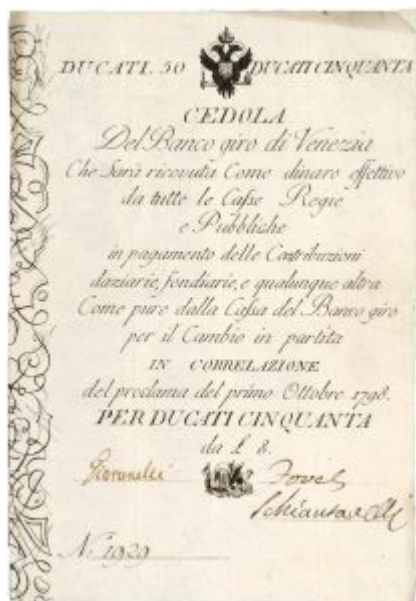 DUCATI. 50 DUCATI CINQUANTA
CEDOLA
Del Banco giro di Venezia
Che Sarà ricevuta Come dinaro effettivo
da tutte le Casse Regie
e Pubbliche
in pagamento delle Contribuzioni
daziarie, fondiarie, e qualunque altra
Come pure dalla Cassa del Banco giro
per il Cambio in partita
IN CORRELAZIONE
del proclama del primo Ottobre 1798.
PER DUCATI CINQUANTA
da £ 8.
Giovanelli
N.° 1929